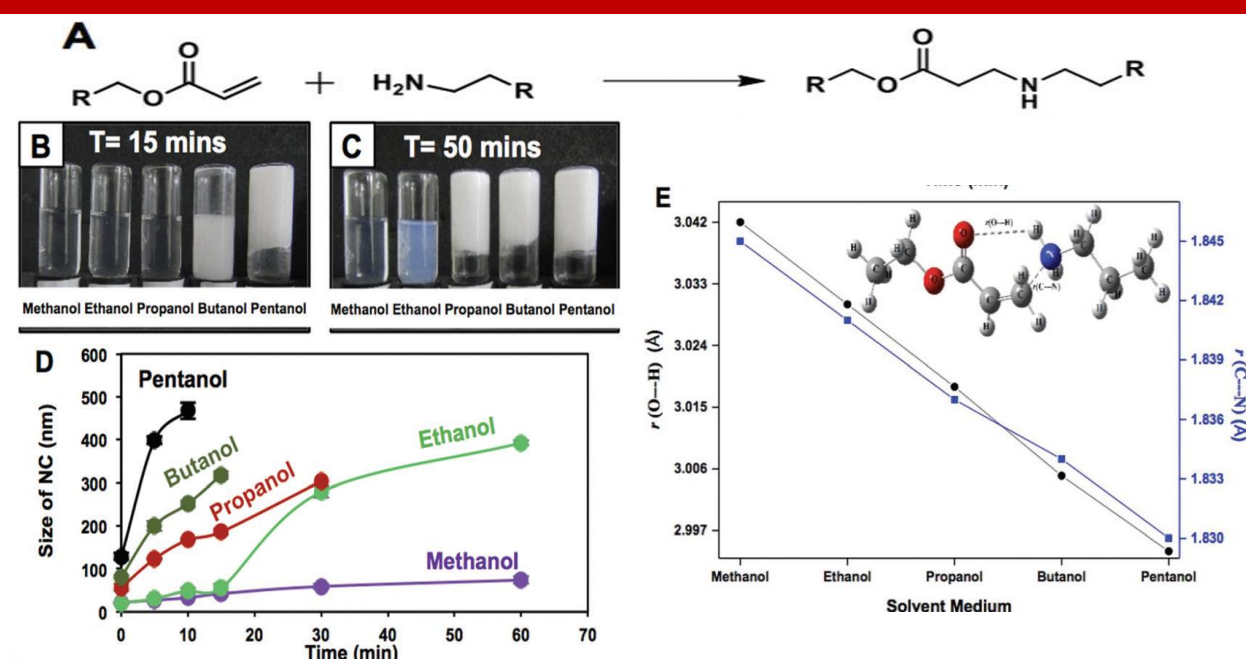 A
R O O
+
H₂N R
R O O N H R
B T= 15 mins
Methanol Ethanol Propanol Butanol Pentanol
C T= 50 mins
Methanol Ethanol Propanol Butanol Pentanol
D
600
500
400
300
200
100
0
Size of NC (nm)
Pentanol
Butanol
Propanol
Ethanol
Methanol
0 10 20 30 40 50 60 70
Time (min)
E
3.042
3.033
3.024
3.015
3.006
2.997
r (O---H) (Å)
r(O---H)
r(C---N)
1.845
1.842
1.839
1.836
1.833
1.830
r (C---N) (Å)
Methanol Ethanol Propanol Butanol Pentanol
Solvent Medium